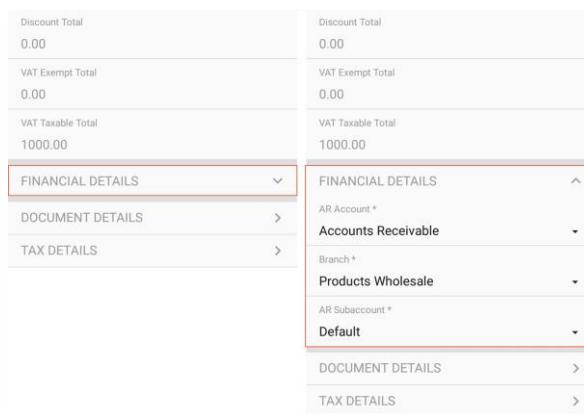 Discount Total
0.00
VAT Exempt Total
0.00
VAT Taxable Total
1000.00
FINANCIAL DETAILS
DOCUMENT DETAILS
TAX DETAILS
Discount Total
0.00
VAT Exempt Total
0.00
VAT Taxable Total
1000.00
FINANCIAL DETAILS
AR Account *
Accounts Receivable
Branch *
Products Wholesale
AR Subaccount *
Default
DOCUMENT DETAILS
TAX DETAILS